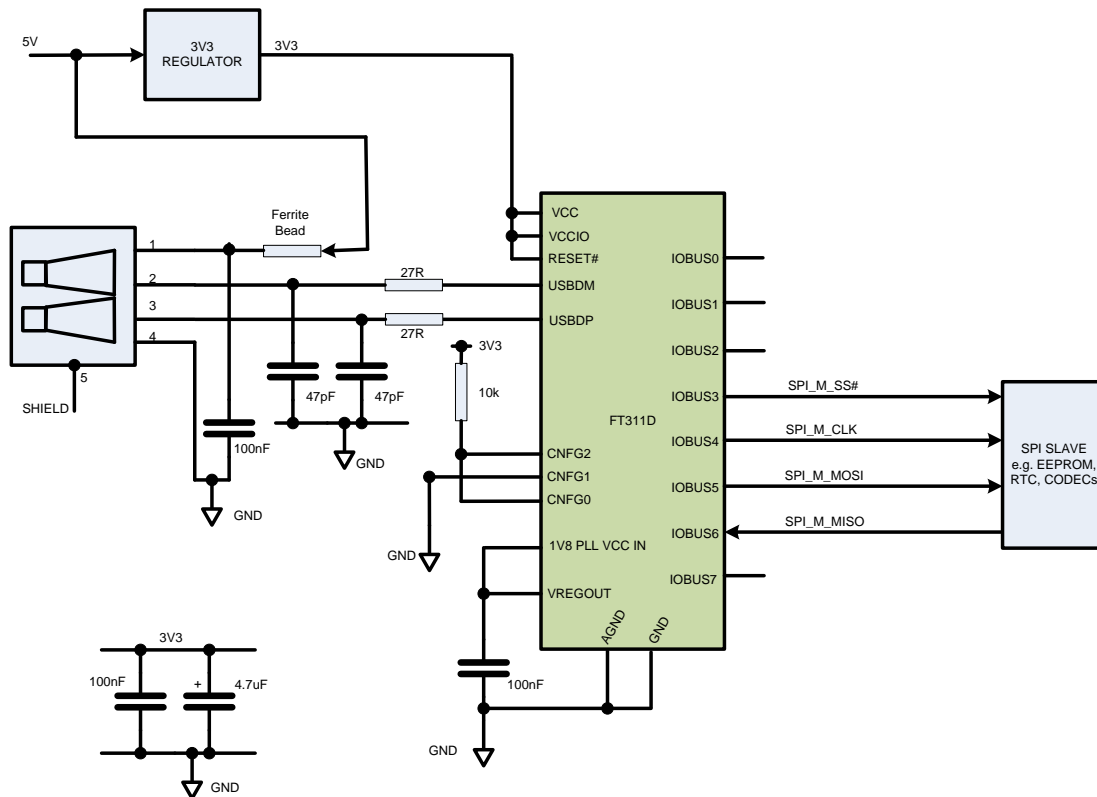 5V
3V3
REGULATOR
3V3
Ferrite
Bead
1
2
3
4
5
SHIELD
27R
27R
47pF
47pF
100nF
GND
GND
3V3
10k
GND
VCC
VCCIO
RESET#
USBDM
USBDP
CNFG2
CNFG1
CNFG0
1V8 PLL VCC IN
VREGOUT
FT311D
AGND
GND
IOBUS0
IOBUS1
IOBUS2
IOBUS3
IOBUS4
IOBUS5
IOBUS6
IOBUS7
SPI_M_SS#
SPI_M_CLK
SPI_M_MOSI
SPI_M_MISO
SPI SLAVE
e.g. EEPROM,
RTC, CODECs
100nF
GND
3V3
100nF
+
4.7uF
GND